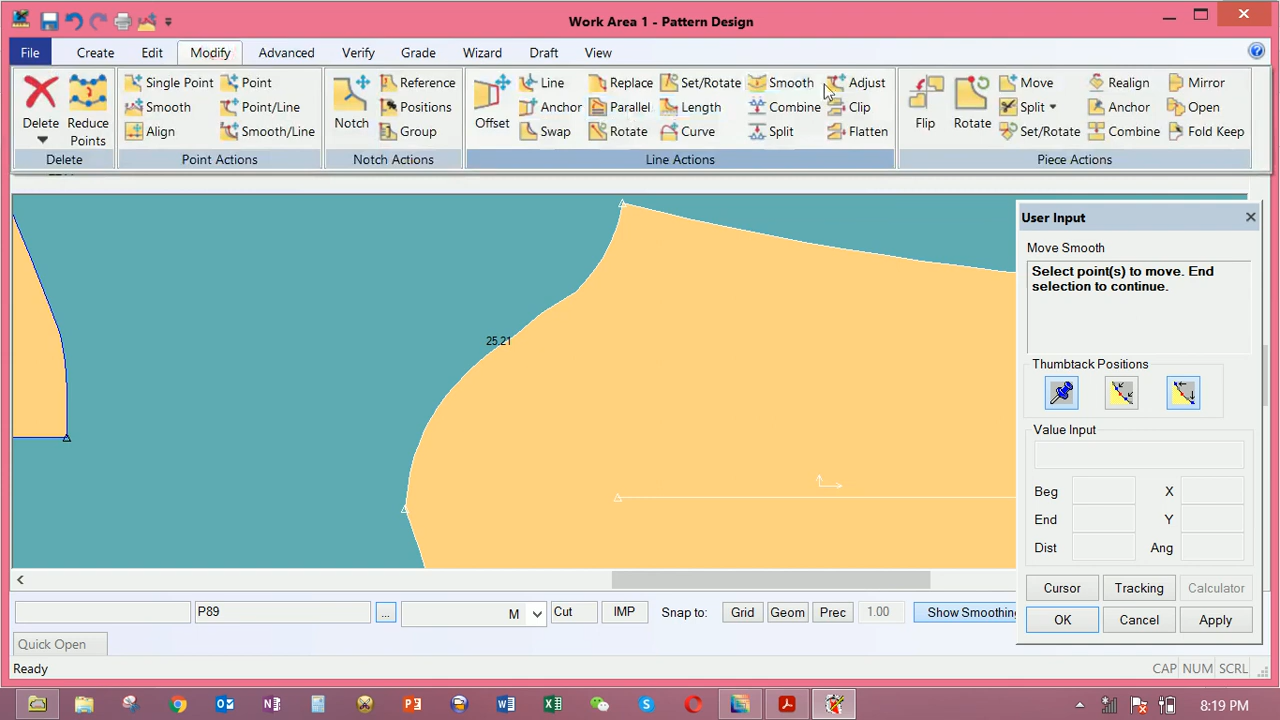 Work Area 1 - Pattern Design
File Create Edit Modify Advanced Verify Grade Wizard Draft View
Delete
Reduce Points
Delete
Single Point Point
Smooth Point/Line
Align Smooth/Line
Point Actions
Notch
Reference
Positions
Group
Notch Actions
Offset
Line Replace Set/Rotate Smooth Adjust
Anchor Parallel Length Combine Clip
Swap Rotate Curve Split Flatten
Line Actions
Flip
Rotate
Move Realign Mirror
Split Anchor Open
Set/Rotate Combine Fold Keep
Piece Actions
25.21
User Input
Move Smooth
Select point(s) to move. End
selection to continue.
Thumbtack Positions
Value Input
Beg X
End Y
Dist Ang
Cursor Tracking Calculator
OK Cancel Apply
P89 ... M Cut IMP Snap to: Grid Geom Prec 1.00 Show Smoothing
Quick Open
Ready
CAP NUM SCRL
8:19 PM